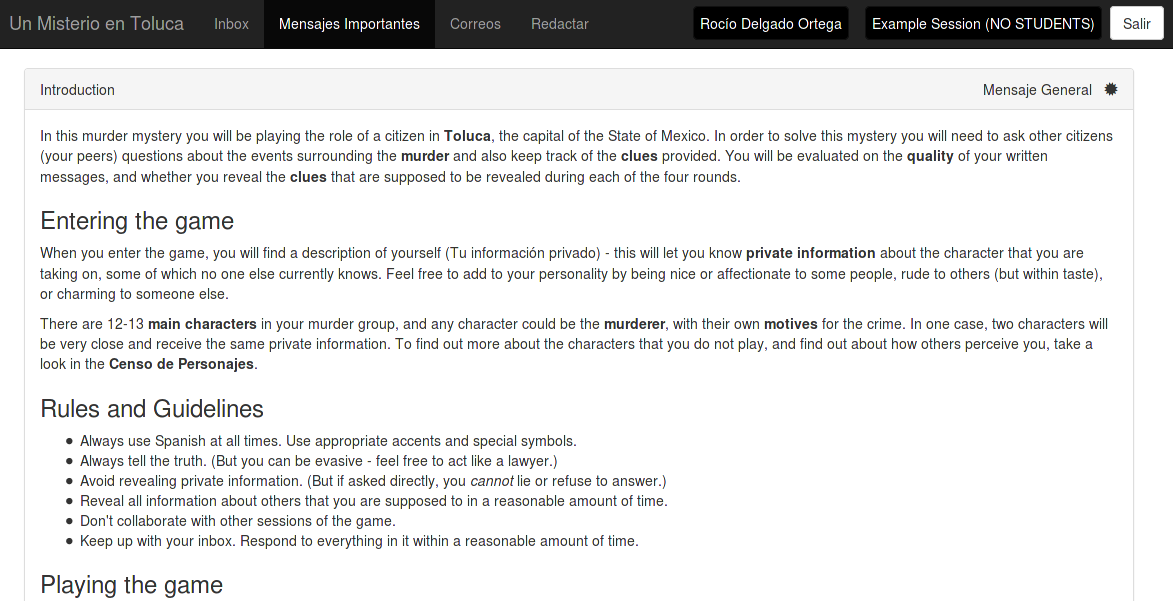 Un Misterio en Toluca Inbox Mensajes Importantes Correos Redactar Rocío Delgado Ortega Example Session (NO STUDENTS) Salir
Introduction Mensaje General
In this murder mystery you will be playing the role of a citizen in Toluca, the capital of the State of Mexico. In order to solve this mystery you will need to ask other citizens
(your peers) questions about the events surrounding the murder and also keep track of the clues provided. You will be evaluated on the quality of your written
messages, and whether you reveal the clues that are supposed to be revealed during each of the four rounds.
Entering the game
When you enter the game, you will find a description of yourself (Tu información privado) - this will let you know private information about the character that you are
taking on, some of which no one else currently knows. Feel free to add to your personality by being nice or affectionate to some people, rude to others (but within taste),
or charming to someone else.
There are 12-13 main characters in your murder group, and any character could be the murderer, with their own motives for the crime. In one case, two characters will
be very close and receive the same private information. To find out more about the characters that you do not play, and find out about how others perceive you, take a
look in the Censo de Personajes.
Rules and Guidelines
● Always use Spanish at all times. Use appropriate accents and special symbols.
● Always tell the truth. (But you can be evasive - feel free to act like a lawyer.)
● Avoid revealing private information. (But if asked directly, you cannot lie or refuse to answer.)
● Reveal all information about others that you are supposed to in a reasonable amount of time.
● Don't collaborate with other sessions of the game.
● Keep up with your inbox. Respond to everything in it within a reasonable amount of time.
Playing the game